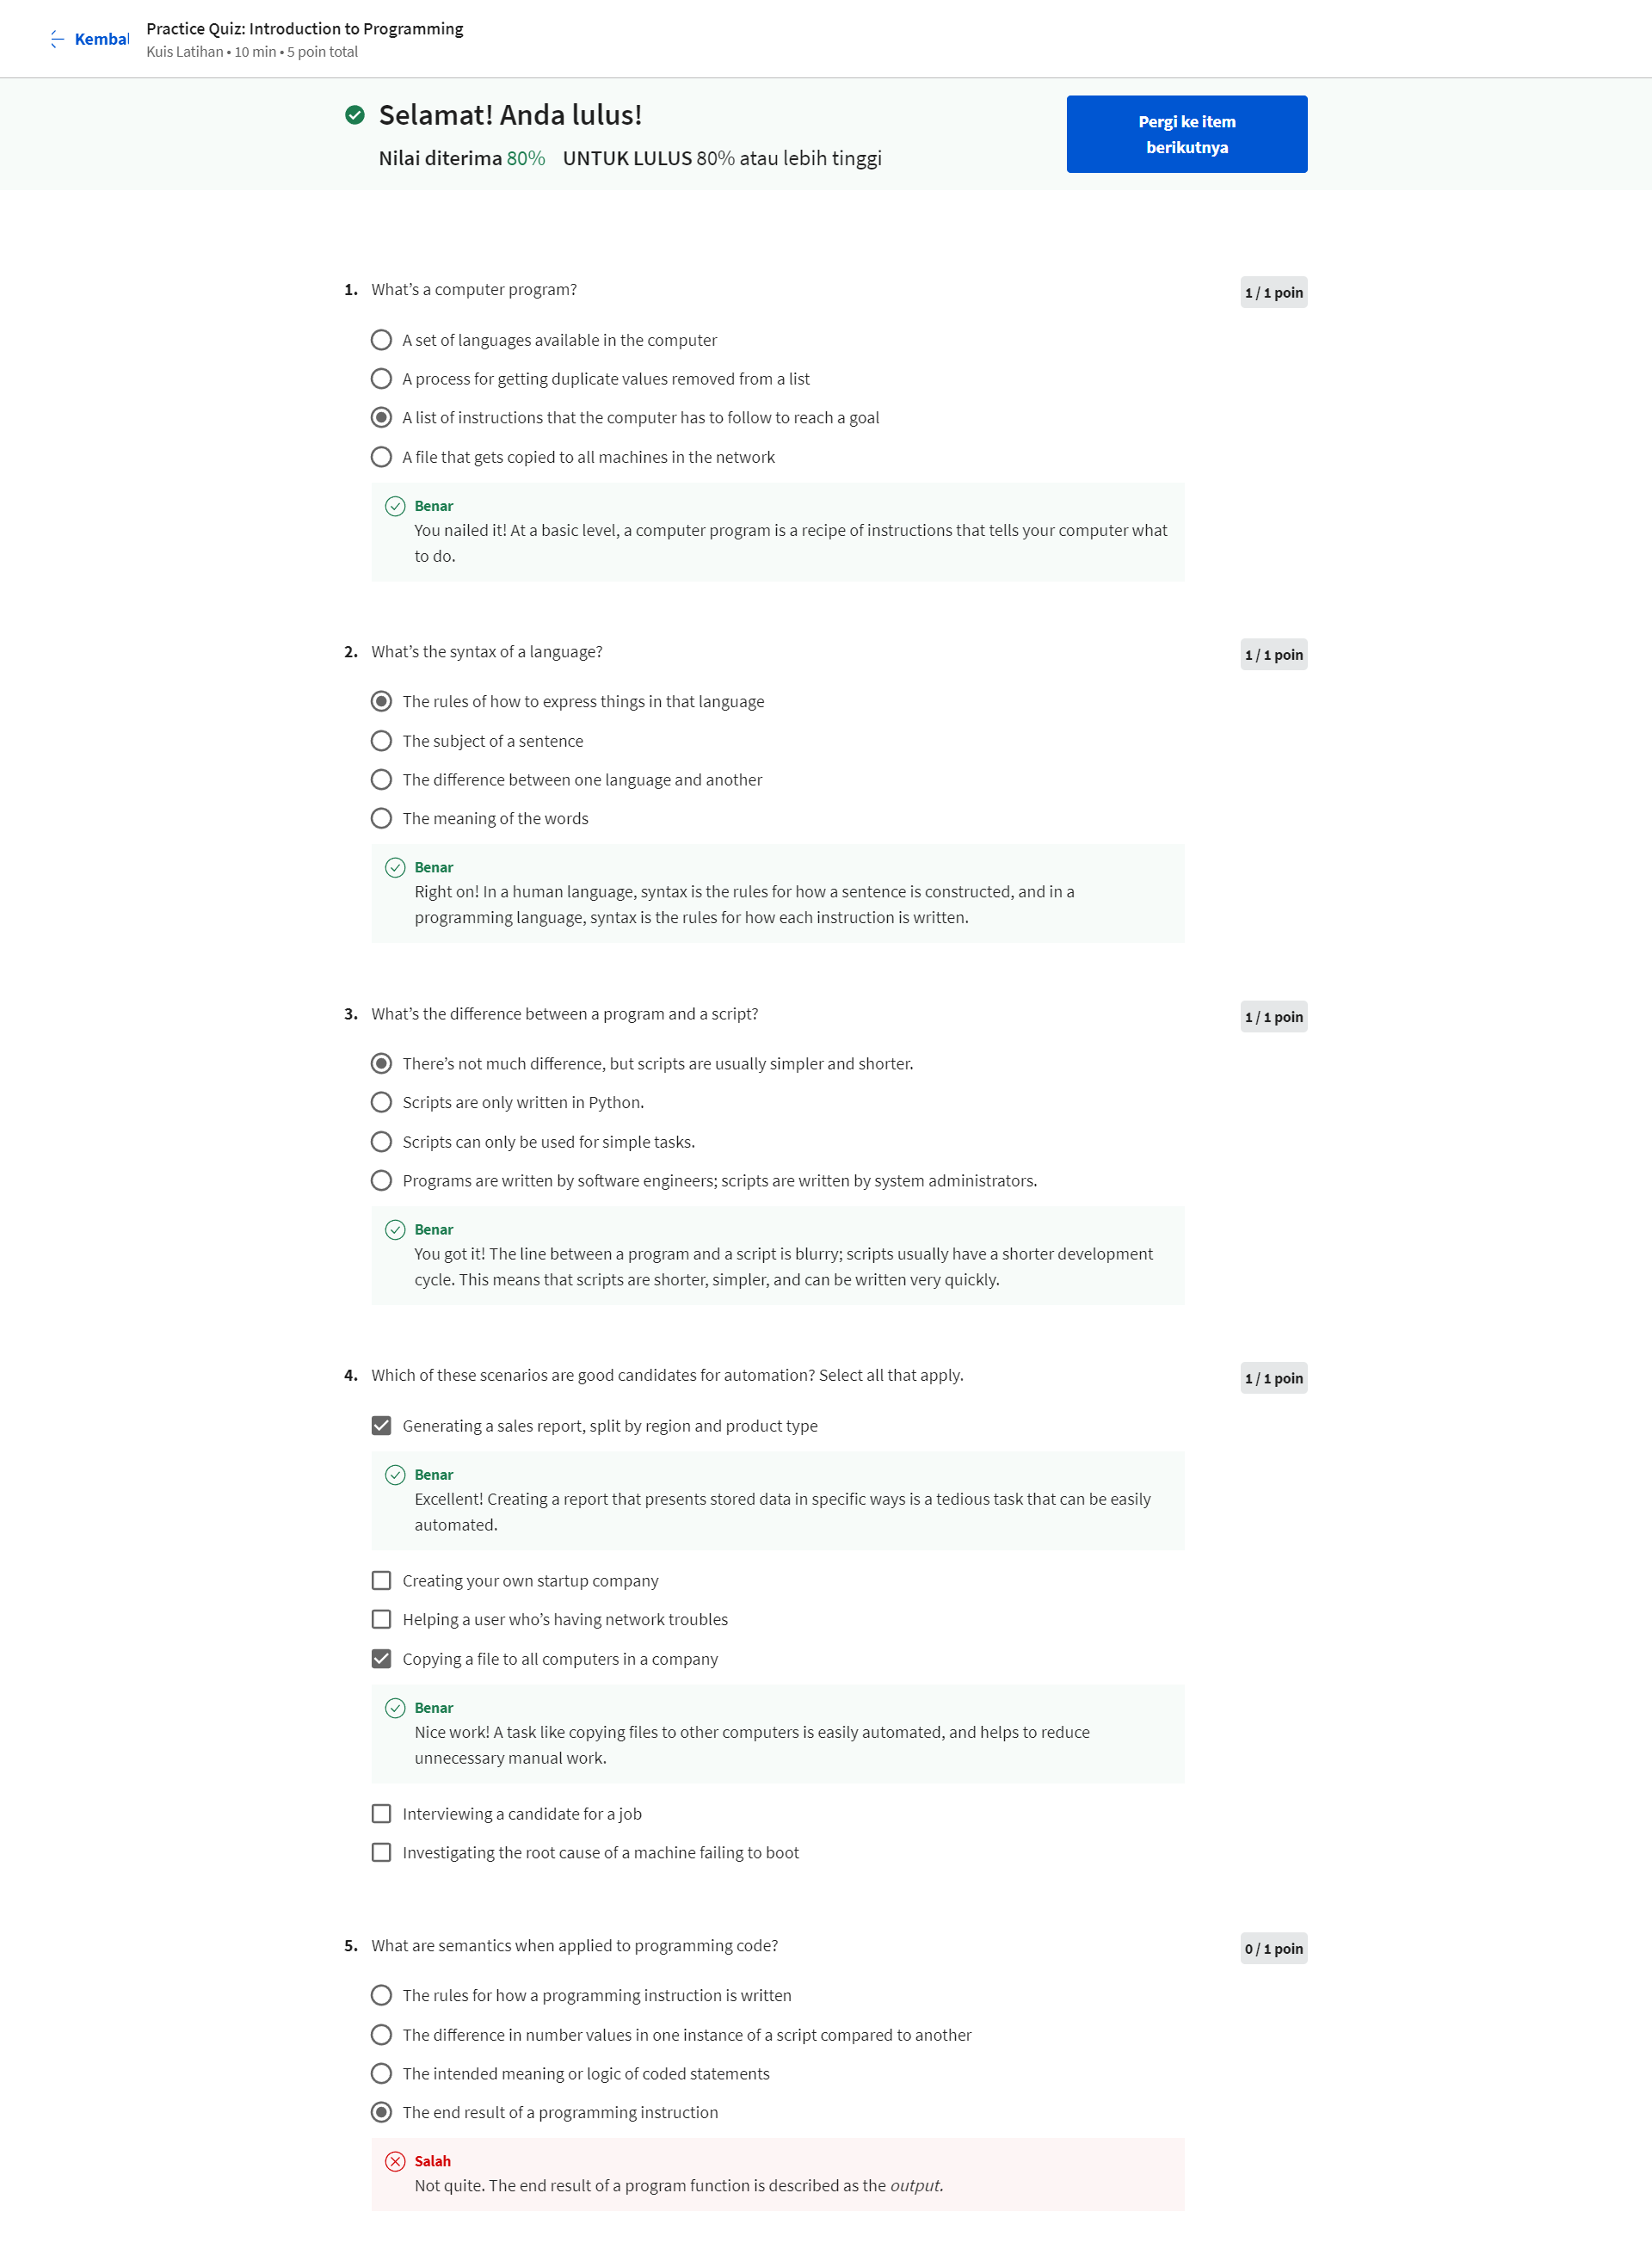 Kembal
Practice Quiz: Introduction to Programming
Kuis Latihan • 10 min • 5 poin total
Selamat! Anda lulus!
Nilai diterima 80% UNTUK LULUS 80% atau lebih tinggi
Pergi ke item
berikutnya
1. What’s a computer program?
1 / 1 poin
A set of languages available in the computer
A process for getting duplicate values removed from a list
A list of instructions that the computer has to follow to reach a goal
A file that gets copied to all machines in the network
Benar
You nailed it! At a basic level, a computer program is a recipe of instructions that tells your computer what
to do.
2. What’s the syntax of a language?
1 / 1 poin
The rules of how to express things in that language
The subject of a sentence
The difference between one language and another
The meaning of the words
Benar
Right on! In a human language, syntax is the rules for how a sentence is constructed, and in a
programming language, syntax is the rules for how each instruction is written.
3. What’s the difference between a program and a script?
1 / 1 poin
There’s not much difference, but scripts are usually simpler and shorter.
Scripts are only written in Python.
Scripts can only be used for simple tasks.
Programs are written by software engineers; scripts are written by system administrators.
Benar
You got it! The line between a program and a script is blurry; scripts usually have a shorter development
cycle. This means that scripts are shorter, simpler, and can be written very quickly.
4. Which of these scenarios are good candidates for automation? Select all that apply.
1 / 1 poin
Generating a sales report, split by region and product type
Benar
Excellent! Creating a report that presents stored data in specific ways is a tedious task that can be easily
automated.
Creating your own startup company
Helping a user who’s having network troubles
Copying a file to all computers in a company
Benar
Nice work! A task like copying files to other computers is easily automated, and helps to reduce
unnecessary manual work.
Interviewing a candidate for a job
Investigating the root cause of a machine failing to boot
5. What are semantics when applied to programming code?
0 / 1 poin
The rules for how a programming instruction is written
The difference in number values in one instance of a script compared to another
The intended meaning or logic of coded statements
The end result of a programming instruction
Salah
Not quite. The end result of a program function is described as the output.